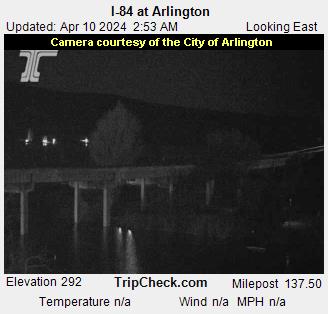 I-84 at Arlington
Updated: Apr 10 2024 2:53 AM Looking East
Camera courtesy of the City of Arlington
Elevation 292 TripCheck.com Milepost 137.50
Temperature n/a Wind n/a MPH n/a